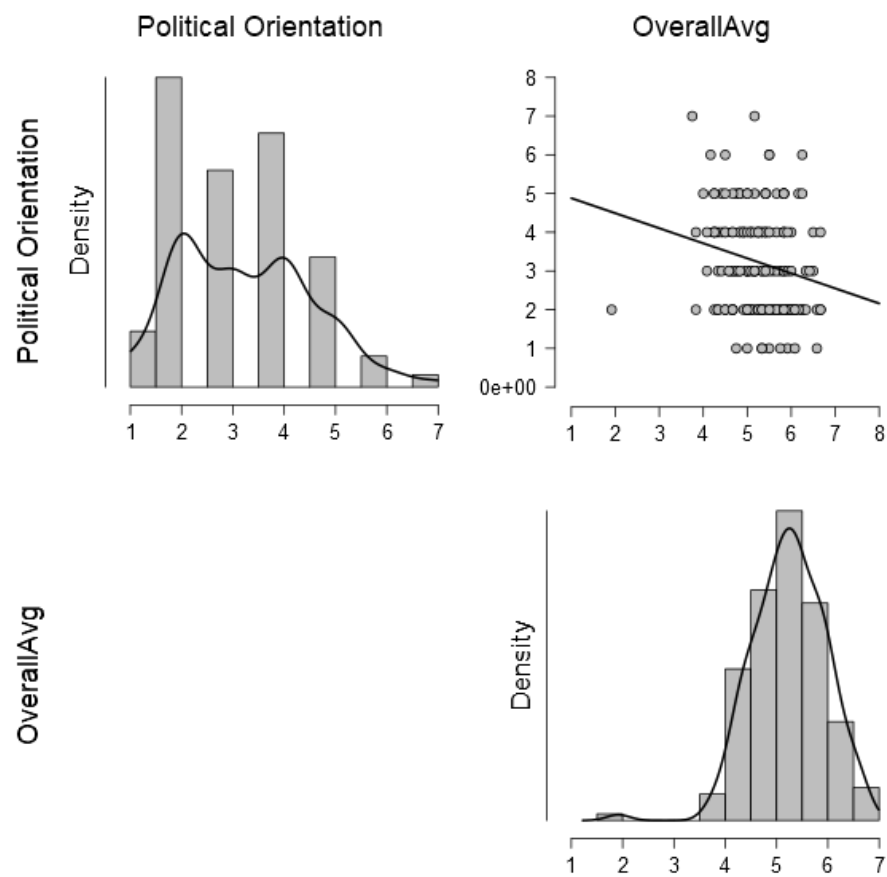 Political Orientation
OverallAvg
Political Orientation
Density
1 2 3 4 5 6 7
8
7
6
5
4
3
2
1
0e+00
1 2 3 4 5 6 7 8
OverallAvg
Density
1 2 3 4 5 6 7